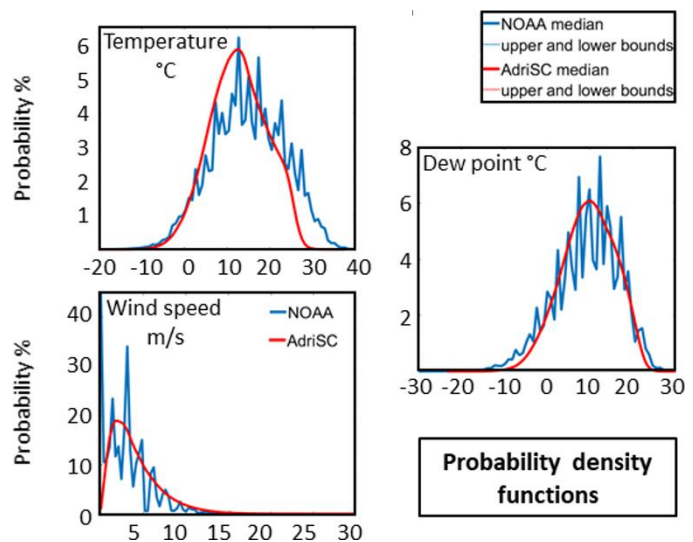 Temperature
°C
Probability %
6
5
4
3
2
1
-20 -10 0 10 20 30 40
NOAA median
upper and lower bounds
AdriSC median
upper and lower bounds
Dew point °C
8
6
4
2
-30 -20 -10 0 10 20 30
Wind speed
m/s
NOAA
AdriSC
Probability %
40
30
20
10
0
5 10 15 20 25 30
Probability density
functions